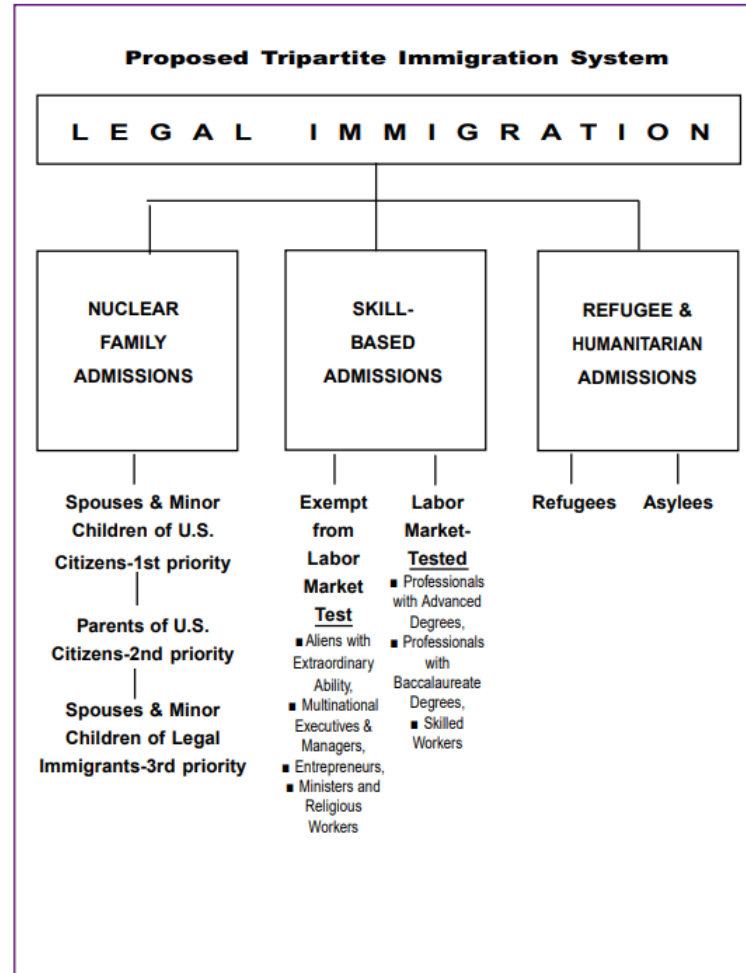 Proposed Tripartite Immigration System
LEGAL IMMIGRATION
NUCLEAR
FAMILY
ADMISSIONS
SKILL-
BASED
ADMISSIONS
REFUGEE &
HUMANITARIAN
ADMISSIONS
Spouses & Minor
Children of U.S.
Citizens-1st priority
Parents of U.S.
Citizens-2nd priority
Spouses & Minor
Children of Legal
Immigrants-3rd priority
Exempt
from
Labor
Market
Test
■ Aliens with
Extraordinary
Ability,
■ Multinational
Executives &
Managers,
■ Entrepreneurs,
■ Ministers and
Religious
Workers
Labor
Market-
Tested
■ Professionals
with Advanced
Degrees,
■ Professionals
with
Baccalaureate
Degrees,
■ Skilled
Workers
Refugees
Asylees